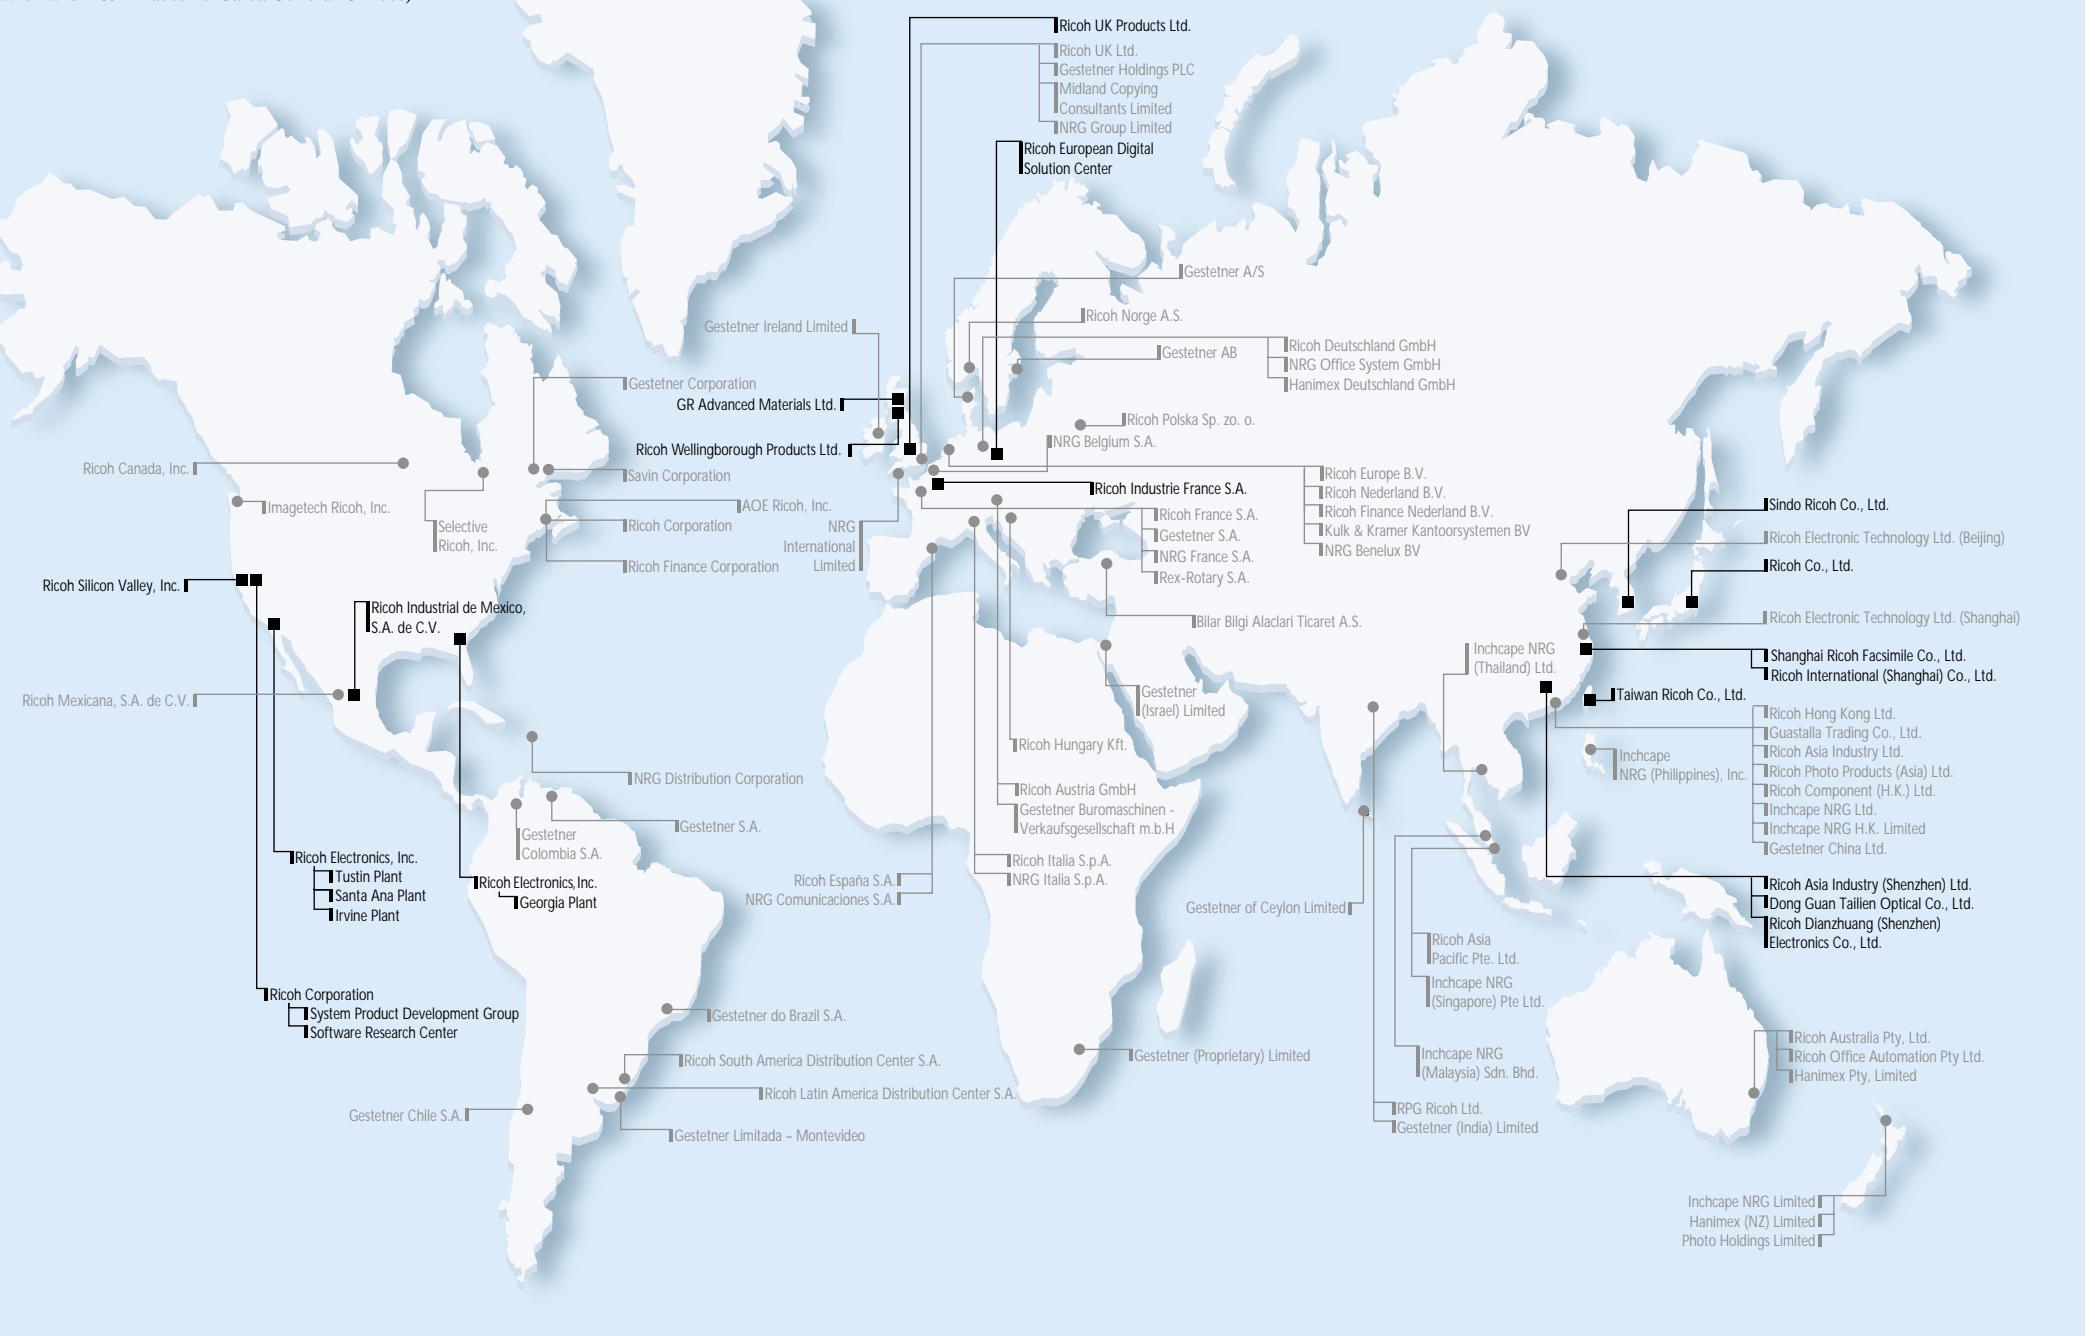 Ricoh UK Products Ltd.
Ricoh UK Ltd.
Gestetner Holdings PLC
Midland Copying
Consultants Limited
NRG Group Limited
Ricoh European Digital
Solution Center
Gestetner A/S
Ricoh Norge A.S.
Gestetner Ireland Limited
Ricoh Deutschland GmbH
NRG Office System GmbH
Hanimex Deutschland GmbH
Gestetner AB
Gestetner Corporation
GR Advanced Materials Ltd.
Ricoh Polska Sp. zo. o.
NRG Belgium S.A.
Ricoh Wellingborough Products Ltd.
Ricoh Canada, Inc.
Savin Corporation
Ricoh Europe B.V.
Ricoh Nederland B.V.
Ricoh Finance Nederland B.V.
Kulk & Kramer Kantoorsystemen BV
NRG Benelux BV
Ricoh Industrie France S.A.
Imagetech Ricoh, Inc.
AOE Ricoh, Inc.
Selective
Ricoh, Inc.
Ricoh Corporation
NRG
International
Limited
Ricoh France S.A.
Gestetner S.A.
NRG France S.A.
Rex-Rotary S.A.
Sindo Ricoh Co., Ltd.
Ricoh Electronic Technology Ltd. (Beijing)
Ricoh Co., Ltd.
Ricoh Finance Corporation
Ricoh Silicon Valley, Inc.
Ricoh Industrial de Mexico,
S.A. de C.V.
Bilar Bilgi Alaclari Ticaret A.S.
Ricoh Electronic Technology Ltd. (Shanghai)
Inchcape NRG
(Thailand) Ltd.
Shanghai Ricoh Facsimile Co., Ltd.
Ricoh International (Shanghai) Co., Ltd.
Ricoh Mexicana, S.A. de C.V.
Gestetner
(Israel) Limited
Taiwan Ricoh Co., Ltd.
Ricoh Hong Kong Ltd.
Guastalla Trading Co., Ltd.
Ricoh Asia Industry Ltd.
Ricoh Photo Products (Asia) Ltd.
Ricoh Component (H.K.) Ltd.
Inchcape NRG Ltd.
Inchcape NRG H.K. Limited
Gestetner China Ltd.
Ricoh Hungary Kft.
Inchcape
NRG (Philippines), Inc.
NRG Distribution Corporation
Ricoh Austria GmbH
Gestetner Buromaschinen -
Verkaufsgesellschaft m.b.H
Gestetner S.A.
Gestetner
Colombia S.A.
Ricoh Electronics, Inc.
Tustin Plant
Santa Ana Plant
Irvine Plant
Ricoh Electronics, Inc.
Georgia Plant
Ricoh Italia S.p.A.
NRG Italia S.p.A.
Ricoh España S.A.
NRG Comunicaciones S.A.
Gestetner of Ceylon Limited
Ricoh Asia Industry (Shenzen) Ltd.
Dong Guan Tailien Optical Co., Ltd.
Ricoh Dianzhuang (Shenzen)
Electronics Co., Ltd.
Ricoh Asia
Pacific Pte. Ltd.
Inchcape NRG
(Singapore) Pte Ltd.
Ricoh Corporation
System Product Development Group
Software Research Center
Gestetner do Brazil S.A.
Ricoh South America Distribution Center S.A.
Gestetner (Proprietary) Limited
Inchcape NRG
(Malaysia) Sdn. Bhd.
Ricoh Australia Pty, Ltd.
Ricoh Office Automation Pty Ltd.
Hanimex Pty, Limited
Ricoh Latin America Distribution Center S.A.
Gestetner Chile S.A.
RPG Ricoh Ltd.
Gestetner (India) Limited
Gestetner Limitada – Montevideo
Inchcape NRG Limited
Hanimex (NZ) Limited
Photo Holdings Limited